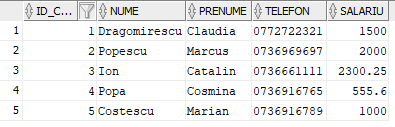 ID_C... NUME PRENUME TELEFON SALARIU
1 1 Dragomirescu Claudia 0772722321 1500
2 2 Popescu Marcus 0736969697 2000
3 3 Ion Catalin 0736661111 2300.25
4 4 Popa Cosmina 0736916765 555.6
5 5 Costescu Marian 0736916789 1000